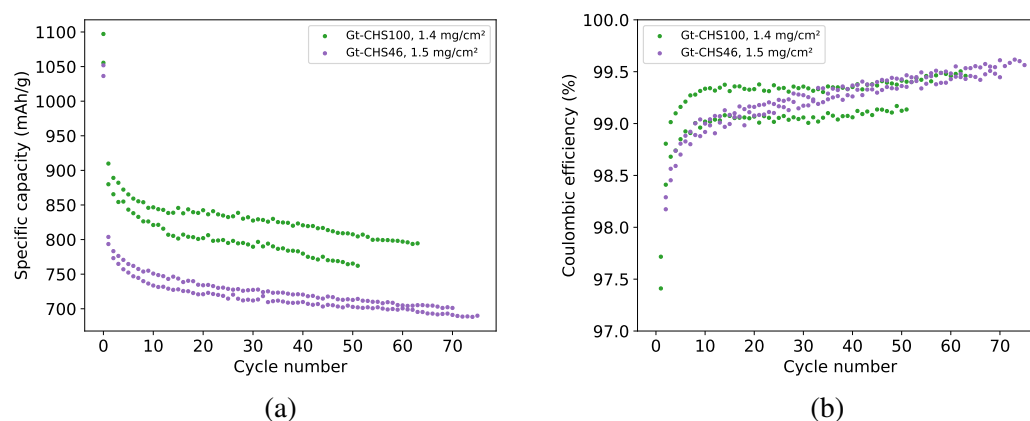 1100
1050
1000
950
900
850
800
750
700
Specific capacity (mAh/g)
0 10 20 30 40 50 60 70
Cycle number
Gt-CHS100, 1.4 mg/cm²
Gt-CHS46, 1.5 mg/cm²
(a)
100.0
99.5
99.0
98.5
98.0
97.5
97.0
Coulombic efficiency (%)
0 10 20 30 40 50 60 70
Cycle number
Gt-CHS100, 1.4 mg/cm²
Gt-CHS46, 1.5 mg/cm²
(b)